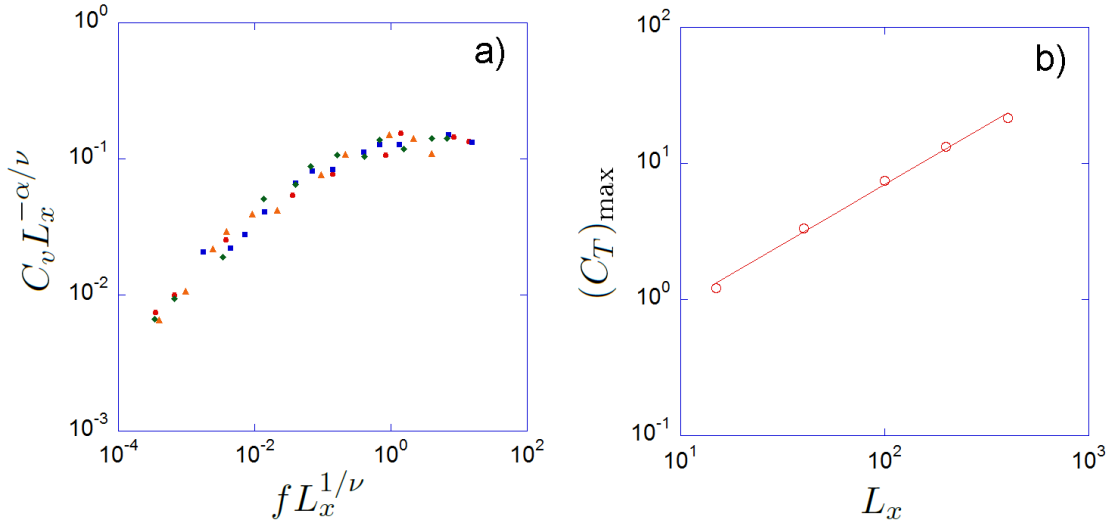 a)
10^0
10^{-1}
10^{-2}
10^{-3}
10^{-4}
10^{-2}
10^0
10^2
C_v L_x^{-α/ν}
f L_x^{1/ν}
b)
10^2
10^1
10^0
10^{-1}
10^1
10^2
10^3
(C_T)_{max}
L_x